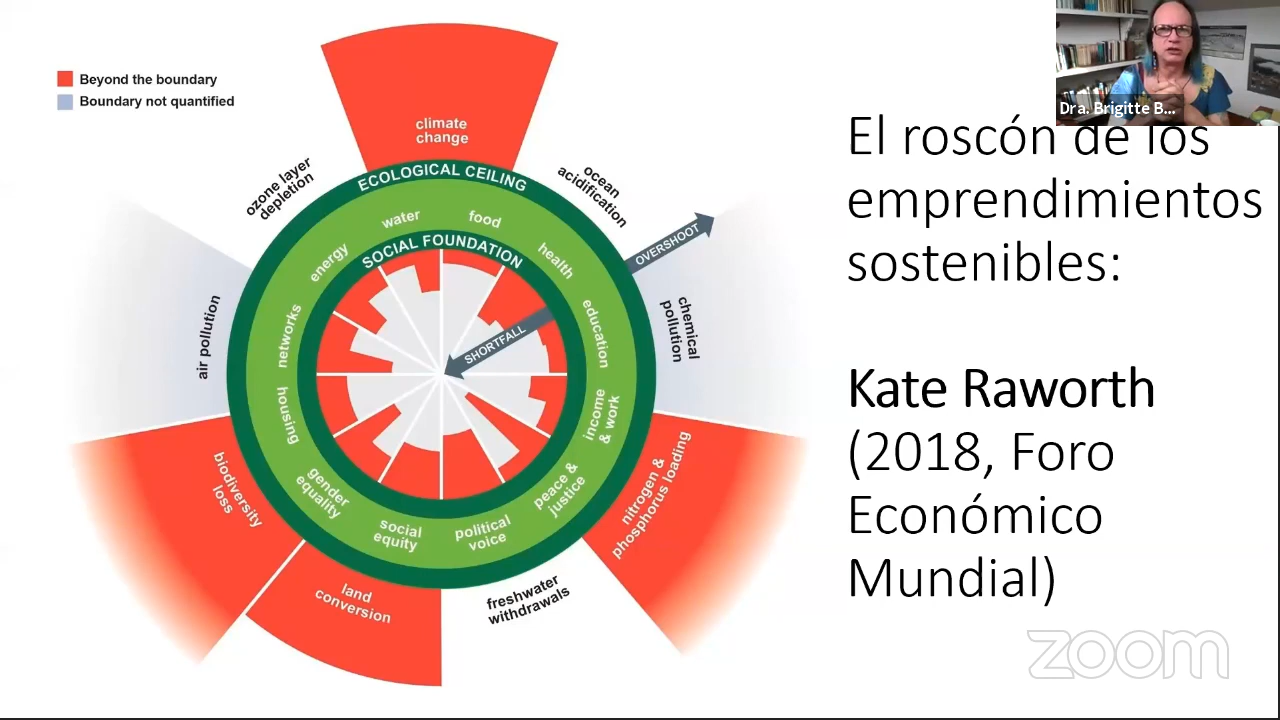 Beyond the boundary
Boundary not quantified
climate
change
ozone layer
depletion
ocean
acidification
ECOLOGICAL CEILING
water
food
energy
SOCIAL FOUNDATION
health
OVERSHOOT
networks
education
SHORTFALL
air pollution
chemical
pollution
housing
income
& work
biodiversity
loss
gender
equality
social
equity
political
voice
peace &
justice
nitrogen &
phosphorus loading
land
conversion
freshwater
withdrawals
Dra. Brigitte B...
El roscón de los
emprendimientos
sostenibles:
Kate Raworth
(2018, Foro
Económico
Mundial)
zoom